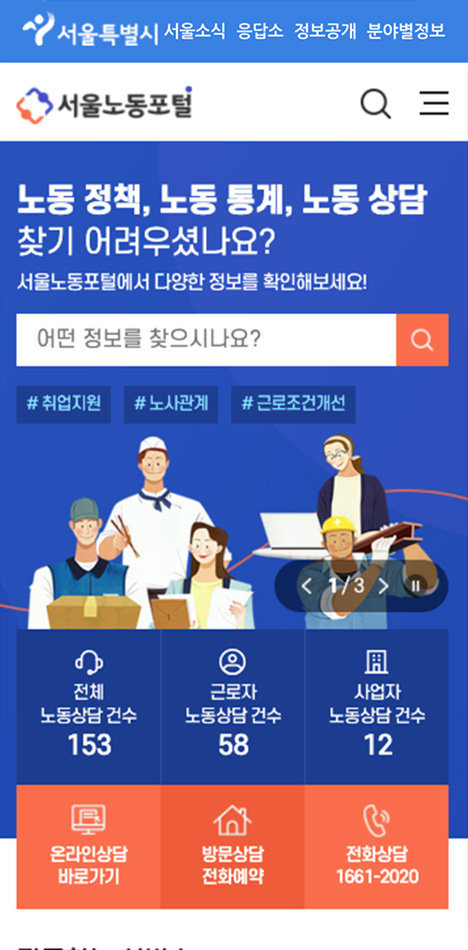 서울특별시 서울소식 응답소 정보공개 분야별정보
서울노동포털
노동 정책, 노동 통계, 노동 상담
찾기 어려우셨나요?
서울노동포털에서 다양한 정보를 확인해보세요!
어떤 정보를 찾으시나요?
# 취업지원 # 노사관계 # 근로조건개선
1/3
전체
노동상담 건수
153
근로자
노동상담 건수
58
사업자
노동상담 건수
12
온라인상담
바로가기
방문상담
전화예약
전화상담
1661-2020